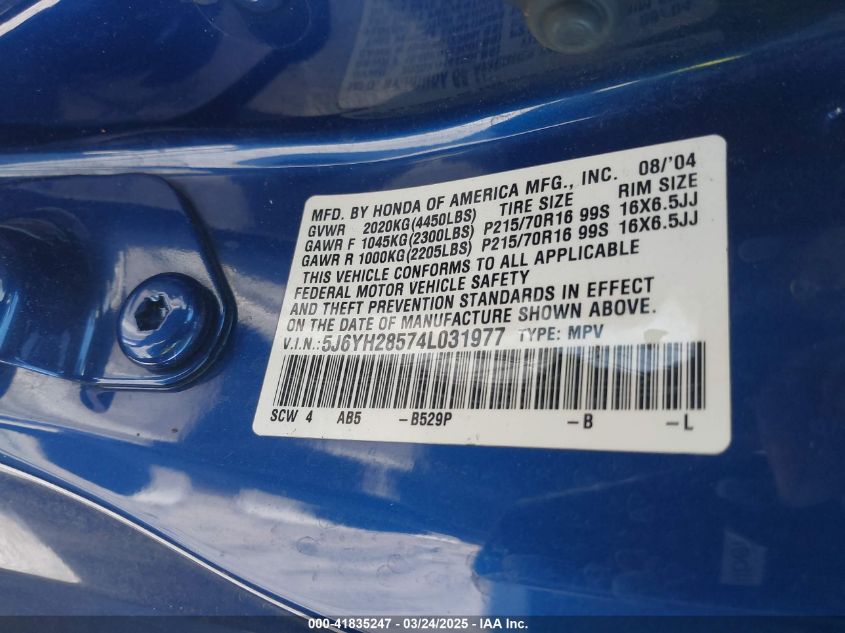 MFD. BY HONDA OF AMERICA MFG., INC. 08/'04
GVWR 2020KG(4450LBS) TIRE SIZE RIM SIZE
GAWR F 1045KG(2300LBS) P215/70R16 99S 16X6.5JJ
GAWR R 1000KG(2205LBS) P215/70R16 99S 16X6.5JJ
THIS VEHICLE CONFORMS TO ALL APPLICABLE
FEDERAL MOTOR VEHICLE SAFETY
AND THEFT PREVENTION STANDARDS IN EFFECT
ON THE DATE OF MANUFACTURE SHOWN ABOVE.
V.I.N.: 5J6YH28574L031977 TYPE: MPV
SCW 4 AB5 -B529P -B -L
000-41835247 - 03/24/2025 - IAA Inc.